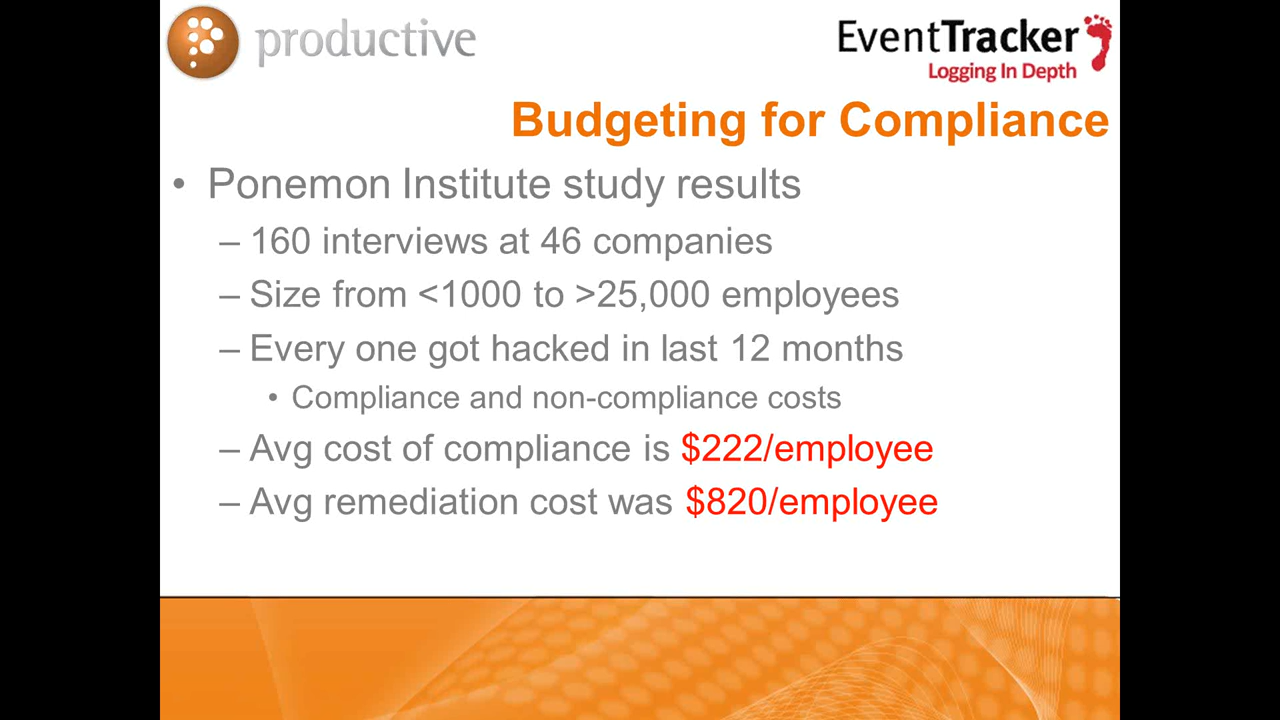 productive
EventTracker
Logging In Depth
Budgeting for Compliance
• Ponemon Institute study results
– 160 interviews at 46 companies
– Size from <1000 to >25,000 employees
– Every one got hacked in last 12 months
• Compliance and non-compliance costs
– Avg cost of compliance is $222/employee
– Avg remediation cost was $820/employee